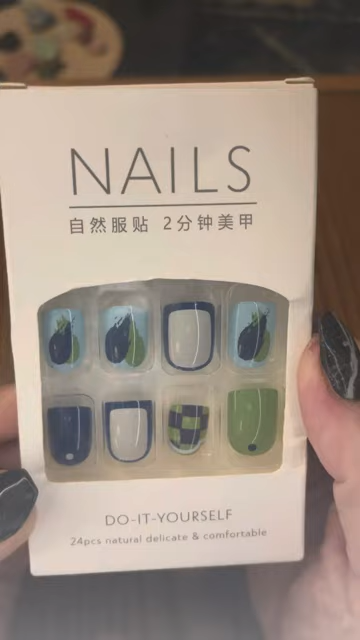 NAILS
自然服贴 2分钟美甲
DO-IT-YOURSELF
24pcs natural delicate & comfortable